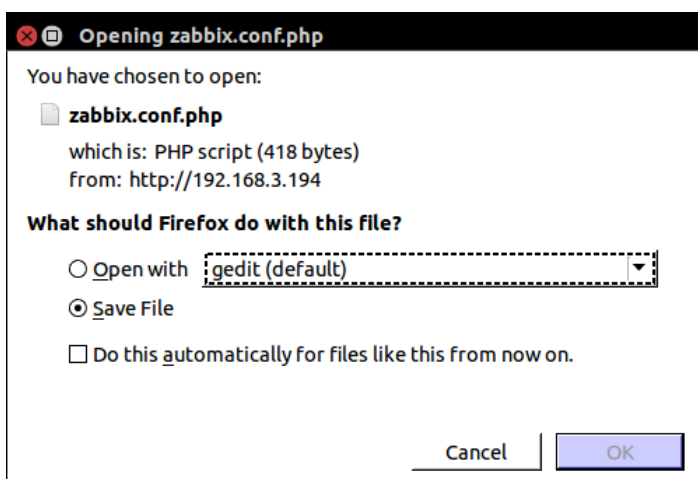 Opening zabbix.conf.php
You have chosen to open:
zabbix.conf.php
which is: PHP script (418 bytes)
from: http://192.168.3.194
What should Firefox do with this file?
Open with gedit (default)
Save File
Do this automatically for files like this from now on.
Cancel OK